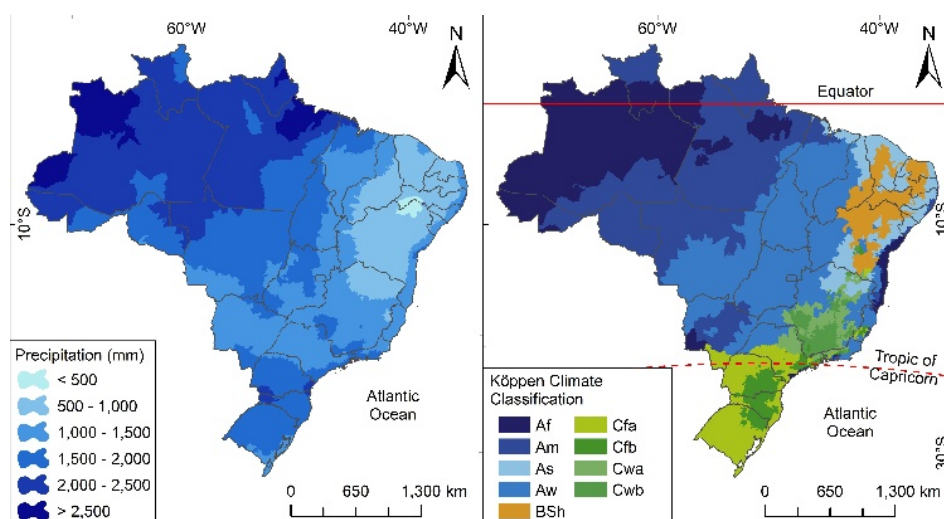 60°W
40°W
N
10°S
Precipitation (mm)
< 500
500 - 1,000
1,000 - 1,500
1,500 - 2,000
2,000 - 2,500
> 2,500
Atlantic
Ocean
0 650 1,300 km
60°W
40°W
N
Equator
10°S
Tropic of
Capricorn
Köppen Climate
Classification
Af
Am
As
Aw
BSh
Cfa
Cfb
Cwa
Cwb
Atlantic
Ocean
30°S
0 650 1,300 km